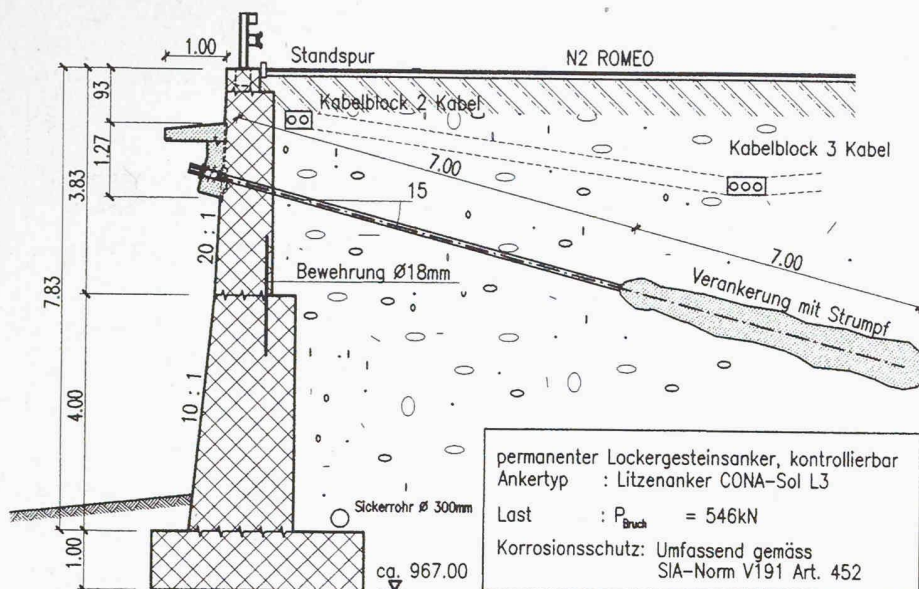 1.00
Standspur
N2 ROMEO
93
Kabelblock 2 Kabel
1.27
3.83
Kabelblock 3 Kabel
7.00
15
20 : 1
7.00
Bewehrung Ø18mm
Verankerung mit Strumpf
7.83
10 : 1
4.00
permanenter Lockergesteinsanker, kontrollierbar
Ankertyp : Litzenanker CONA-Sol L3
Sickerrohr Ø 300mm
Last : P Bruch = 546kN
Korrosionsschutz: Umfassend gemäss
SIA-Norm V191 Art. 452
1.00
ca. 967.00